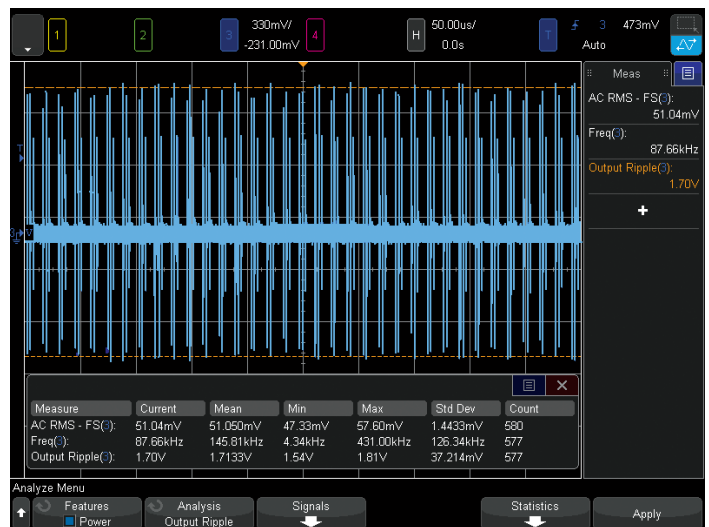 1
2
3
330mV/
-231.00mV
4
H
50.00us/
0.0s
T
3
473mV
Auto
Meas
AC RMS - FS(3):
51.04mV
Freq(3):
87.66kHz
Output Ripple(3):
1.70V
+
T
3
Measure Current Mean Min Max Std Dev Count
AC RMS - FS(3): 51.04mV 51.050mV 47.33mV 57.60mV 1.4433mV 580
Freq(3): 87.66kHz 145.81kHz 4.34kHz 431.00kHz 126.34kHz 577
Output Ripple(3): 1.70V 1.7133V 1.54V 1.81V 37.214mV 577
Analyze Menu
Features
Power
Analysis
Output Ripple
Signals
Statistics
Apply